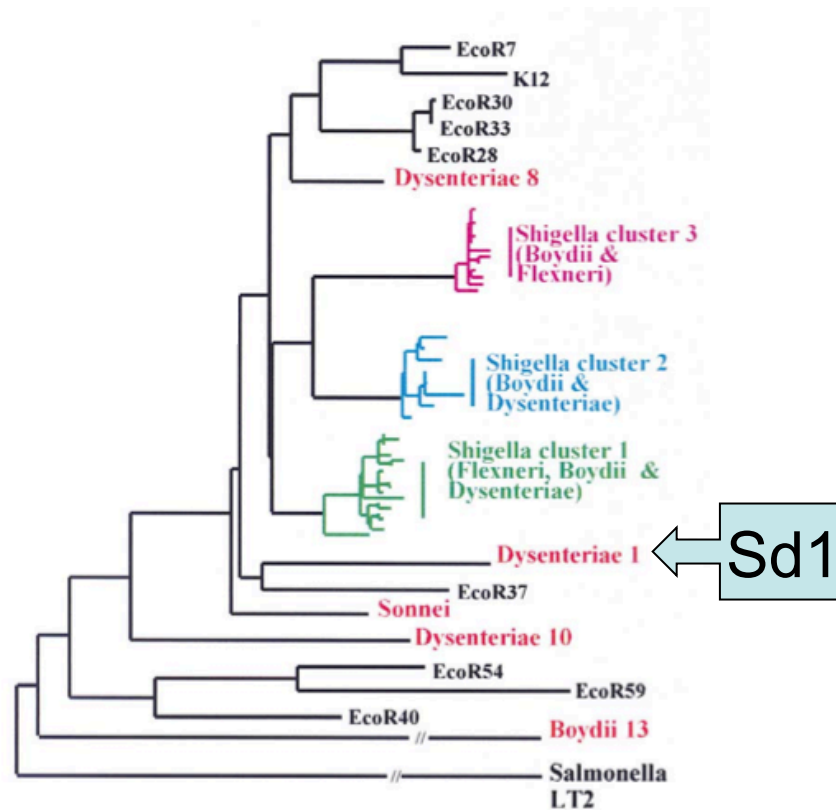 EcoR7
K12
EcoR30
EcoR33
EcoR28
Dysenteriae 8
Shigella cluster 3
(Boydii &
Flexneri)
Shigella cluster 2
(Boydii &
Dysenteriae)
Shigella cluster 1
(Flexneri, Boydii &
Dysenteriae)
Dysenteriae 1
Sd1
EcoR37
Sonnei
Dysenteriae 10
EcoR54
EcoR59
EcoR40
Boydii 13
//
Salmonella
LT2
//